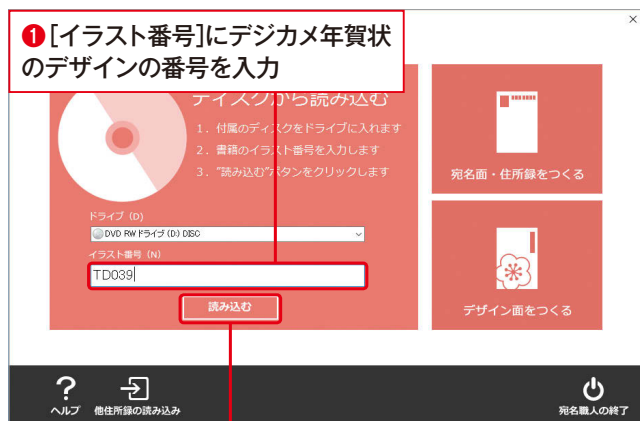 ❶[イラスト番号]にデジカメ年賀状
のデザインの番号を入力
×
ディスクから読み込む
1. 付属のディスクをドライブに入れます
2. 書籍のイラスト番号を入力します
3. "読み込む"ボタンをクリックします
ドライブ (D)
DVD RW ドライブ (D:) DISC
イラスト番号 (N)
TD039
読み込む
宛名面・住所録をつくる
デザイン面をつくる
?
ヘルプ
他住所録の読み込み
宛名職人の終了